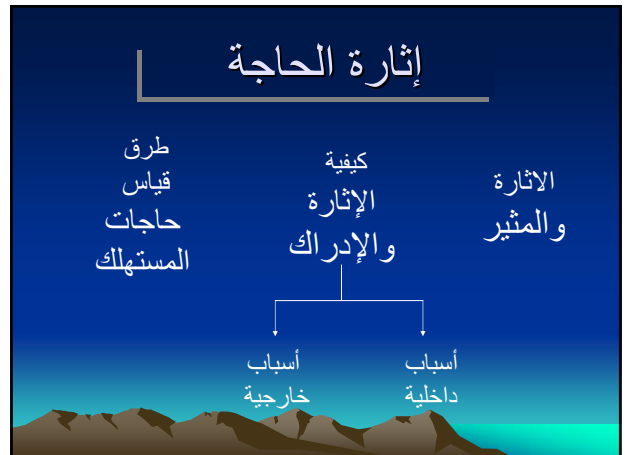 إثارة الحاجة
الاثارة
والمثير
كيفية
الإثارة
والإدراك
طرق
قياس
حاجات
المستهلك
أسباب
داخلية
أسباب
خارجية